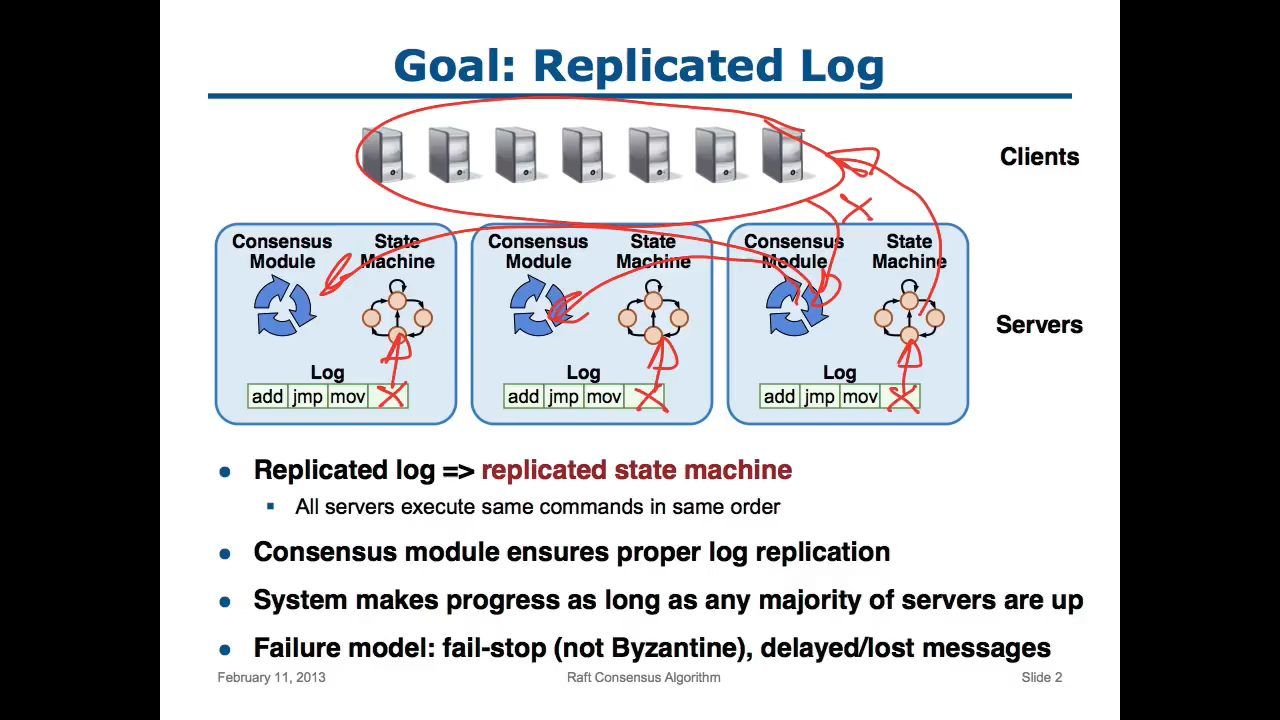 Goal: Replicated Log
Clients
X
Consensus Module
State Machine
Consensus Module
State Machine
Consensus Module
State Machine
Servers
Log
Log
Log
add jmp mov X
add jmp mov X
add jmp mov X
Replicated log => replicated state machine
All servers execute same commands in same order
Consensus module ensures proper log replication
System makes progress as long as any majority of servers are up
Failure model: fail-stop (not Byzantine), delayed/lost messages
February 11, 2013
Raft Consensus Algorithm
Slide 2